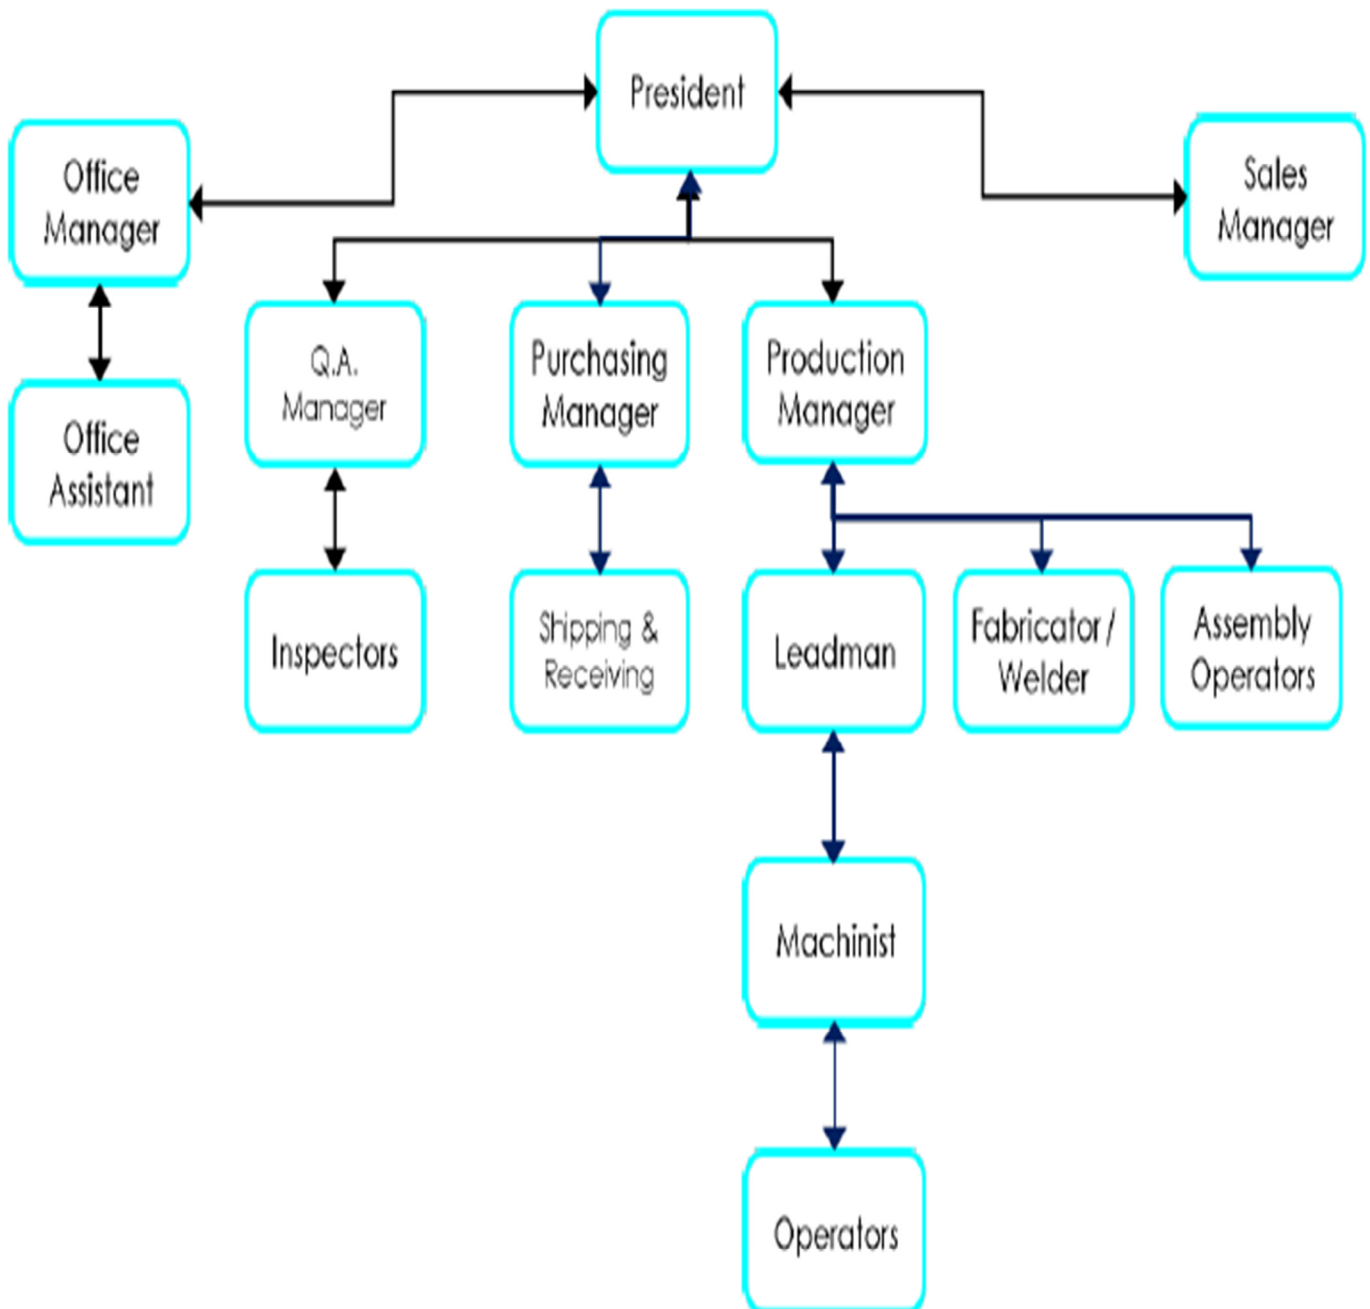 President
Office
Manager
Sales
Manager
Q.A.
Manager
Purchasing
Manager
Production
Manager
Office
Assistant
Inspectors
Shipping &
Receiving
Leadman
Fabricator /
Welder
Assembly
Operators
Machinist
Operators